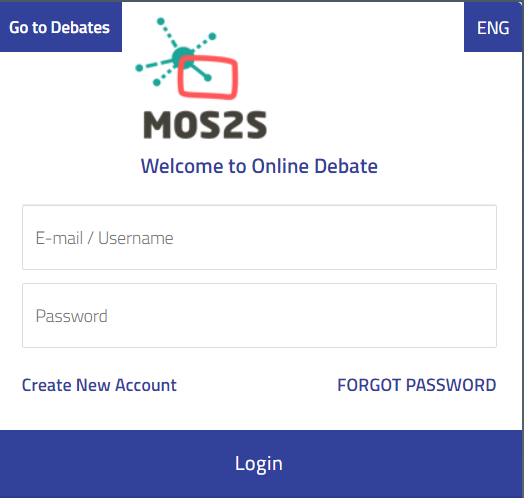 Go to Debates
ENG
MOS2S
Welcome to Online Debate
E-mail / Username
Password
Create New Account
FORGOT PASSWORD
Login